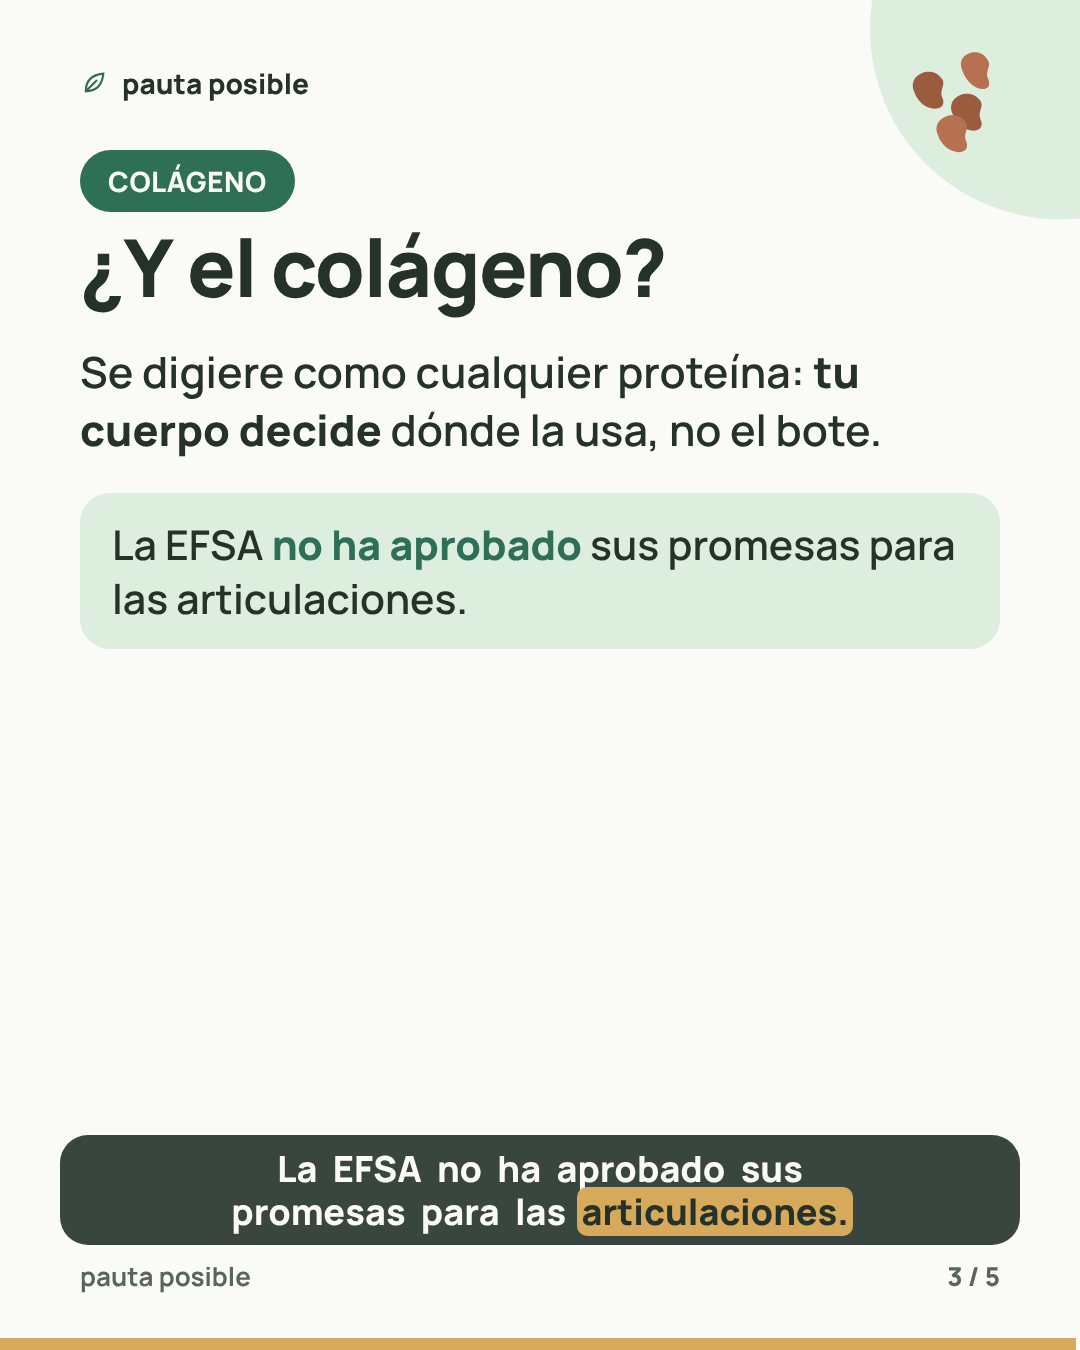 pauta posible
COLÁGENO
¿Y el colágeno?
Se digiere como cualquier proteína: tu
cuerpo decide dónde la usa, no el bote.
La EFSA no ha aprobado sus promesas para
las articulaciones.
La EFSA no ha aprobado sus
promesas para las articulaciones.
pauta posible
3 / 5